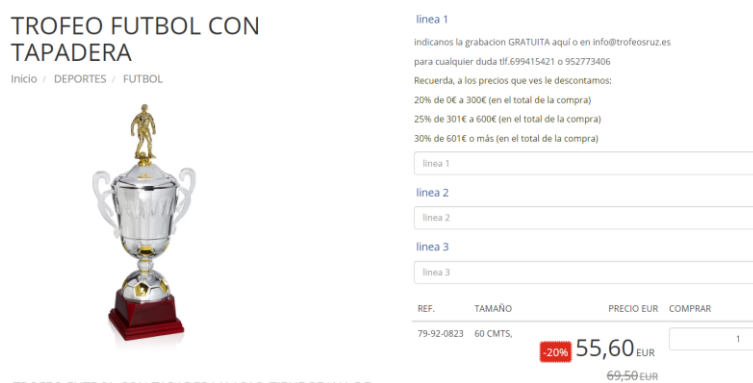 TROFEO FUTBOL CON
TAPADERA
Inicio / DEPORTES / FUTBOL
linea 1
indicanos la grabacion GRATUITA aquí o en info@trofeosruz.es
para cualquier duda tlf.699415421 o 952773406
Recuerda, a los precios que ves le descontamos:
20% de 0€ a 300€ (en el total de la compra)
25% de 301€ a 600€ (en el total de la compra)
30% de 601€ o más (en el total de la compra)
linea 1
linea 2
linea 2
linea 3
linea 3
REF. TAMAÑO PRECIO EUR COMPRAR
79-92-0823 60 CMTS, 1
-20% 55,60 EUR
69,50 EUR